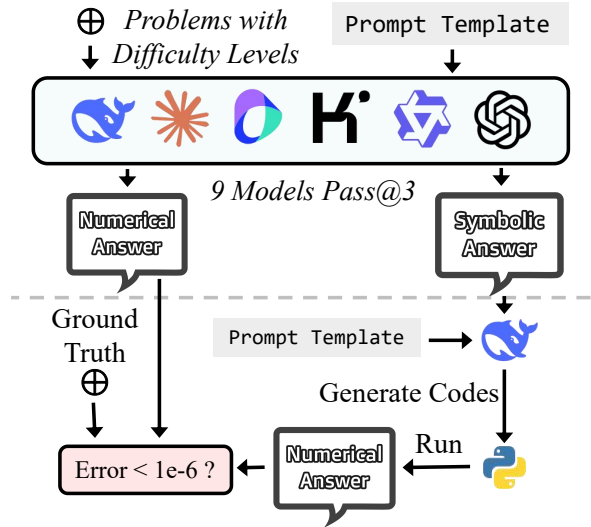 Problems with
Difficulty Levels
Prompt Template
9 Models Pass@3
Numerical
Answer
Symbolic
Answer
Ground
Truth
Prompt Template
Generate Codes
Error < 1e-6 ?
Numerical
Answer
Run